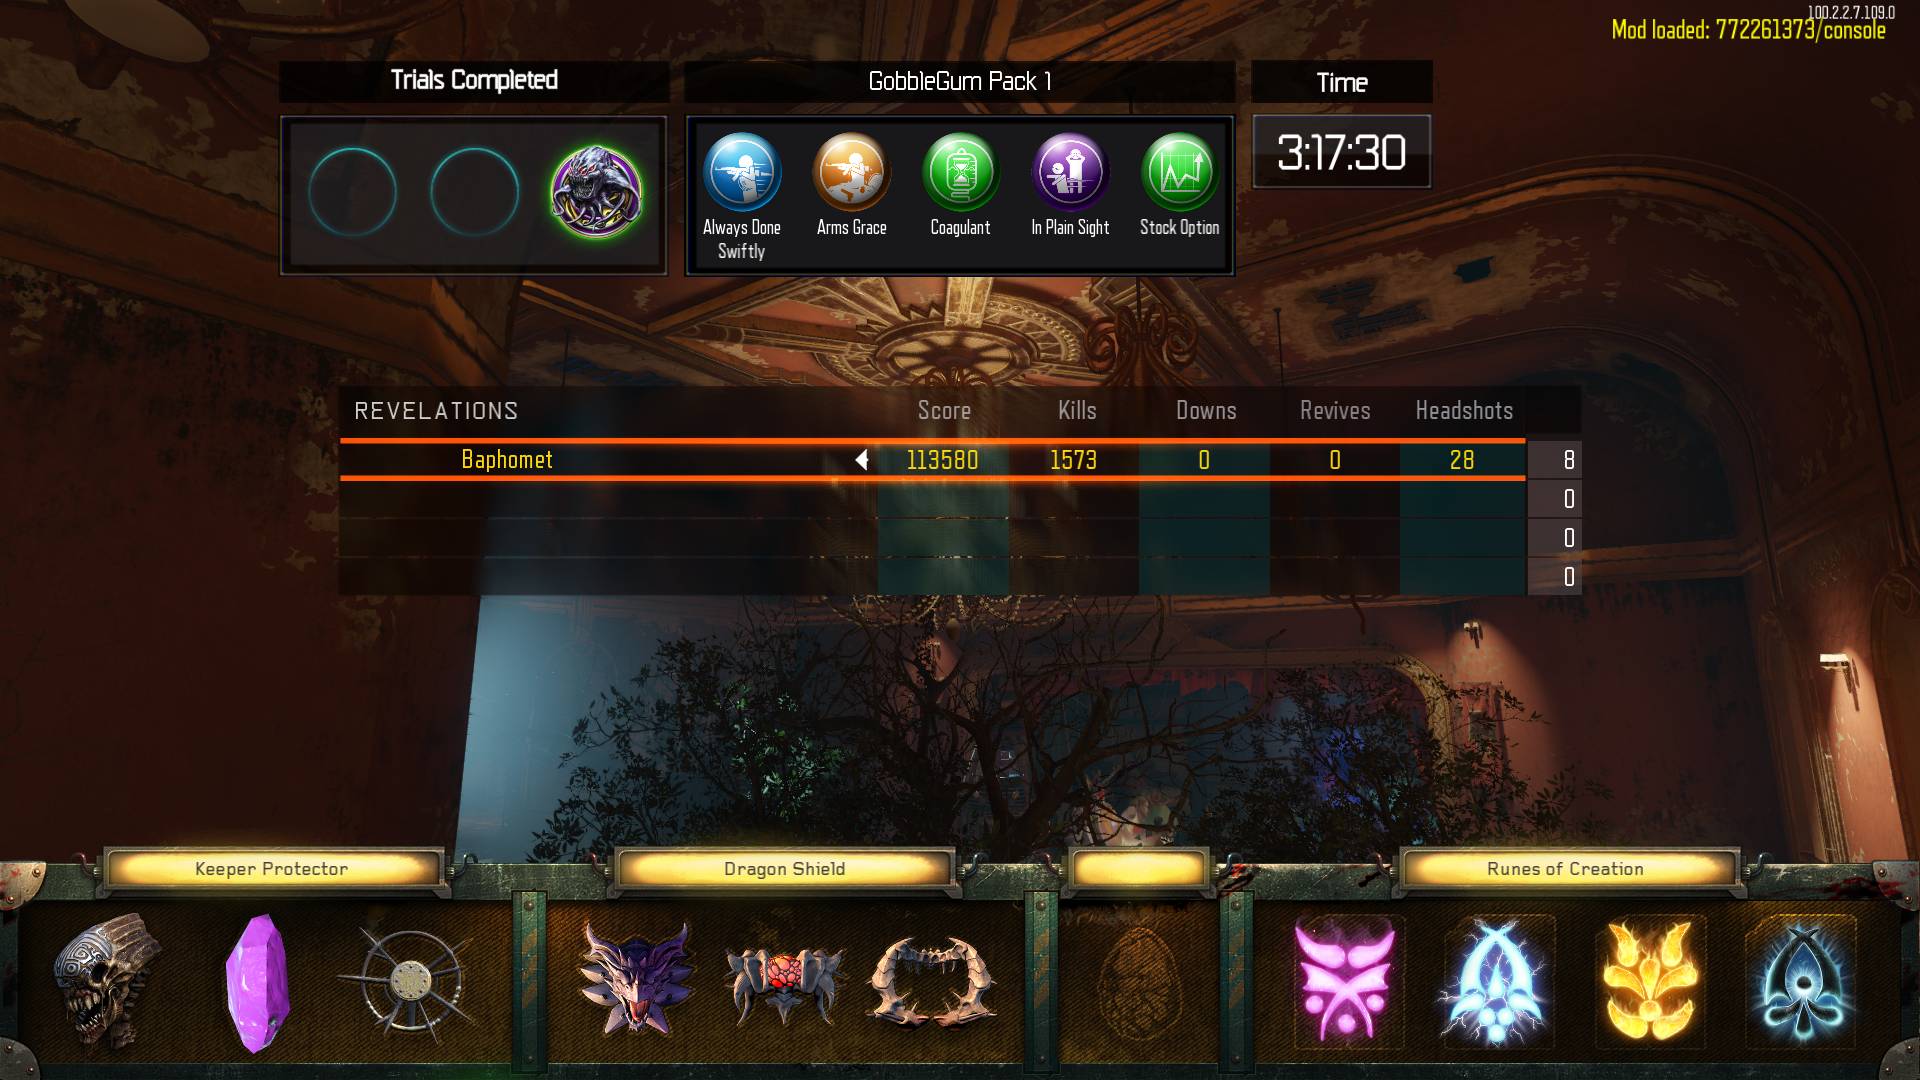 100.2.2.7.109.0
Mod loaded: 772261373/console
Trials Completed
GobbleGum Pack 1
Time
3:17:30
Always Done
Swiftly
Arms Grace
Coagulant
In Plain Sight
Stock Option
REVELATIONS Score Kills Downs Revives Headshots
Baphomet 113580 1573 0 0 28 8
0
0
0
Keeper Protector
Dragon Shield
Runes of Creation